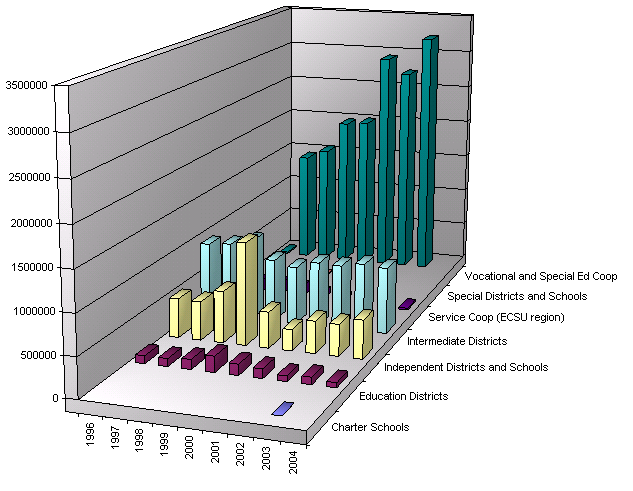 3500000
3000000
2500000
2000000
1500000
1000000
500000
0
1996
1997
1998
1999
2000
2001
2002
2003
2004
Vocational and Special Ed Coop
Special Districts and Schools
Service Coop (ECSU region)
Intermediate Districts
Independent Districts and Schools
Education Districts
Charter Schools